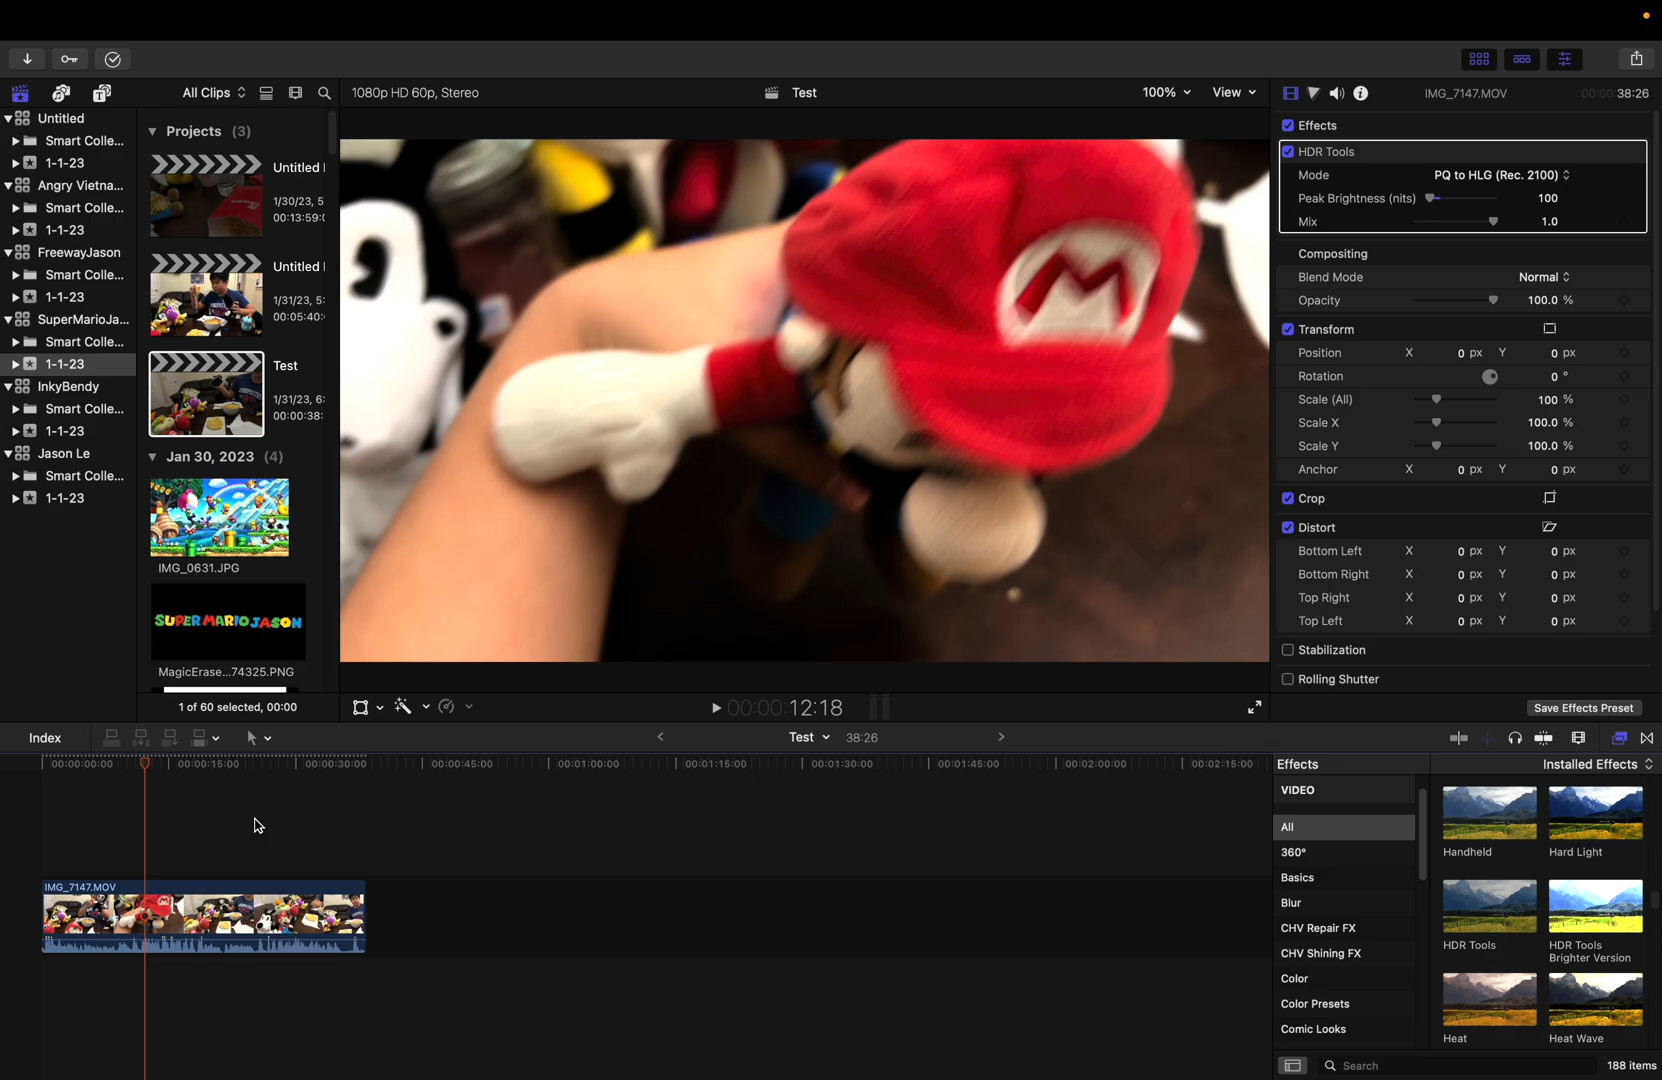 All Clips
1080p HD 60p, Stereo
Test
100%
View
IMG_7147.MOV
00:00:38:26
Untitled
Smart Colle...
1-1-23
Angry Vietna...
Smart Colle...
1-1-23
FreewayJason
Smart Colle...
1-1-23
SuperMarioJa...
Smart Colle...
1-1-23
InkyBendy
Smart Colle...
1-1-23
Jason Le
Smart Colle...
1-1-23
Projects (3)
Untitled
1/30/23, 5
00:13:59:
Untitled
1/31/23, 5:
00:05:40:
Test
1/31/23, 6:
00:00:38:
Jan 30, 2023 (4)
IMG_0631.JPG
SUPER MARIO JASON
MagicErase...74325.PNG
1 of 60 selected, 00:00
M
00:00:12:18
Effects
HDR Tools
Mode PQ to HLG (Rec. 2100)
Peak Brightness (nits) 100
Mix 1.0
Compositing
Blend Mode Normal
Opacity 100.0 %
Transform
Position X 0 px Y 0 px
Rotation 0 °
Scale (All) 100 %
Scale X 100.0 %
Scale Y 100.0 %
Anchor X 0 px Y 0 px
Crop
Distort
Bottom Left X 0 px Y 0 px
Bottom Right X 0 px Y 0 px
Top Right X 0 px Y 0 px
Top Left X 0 px Y 0 px
Stabilization
Rolling Shutter
Save Effects Preset
Index
Test
38:26
00:00:00:00 00:00:15:00 00:00:30:00 00:00:45:00 00:01:00:00 00:01:15:00 00:01:30:00 00:01:45:00 00:02:00:00 00:02:15:00
IMG_7147.MOV
Effects
Installed Effects
VIDEO
All
360°
Basics
Blur
CHV Repair FX
CHV Shining FX
Color
Color Presets
Comic Looks
Handheld
Hard Light
HDR Tools
HDR Tools
Brighter Version
Heat
Heat Wave
Search
188 items